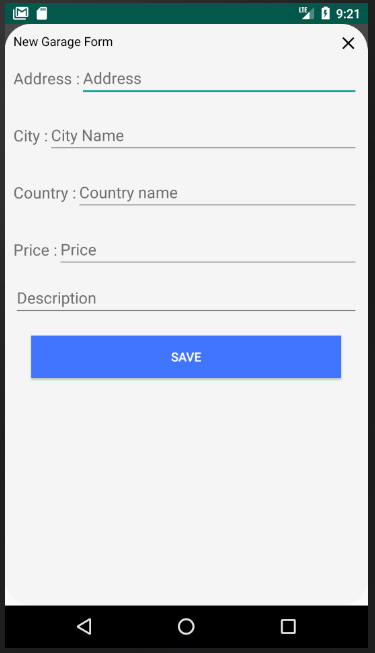 LTE 9:21
New Garage Form
Address : Address
City : City Name
Country : Country name
Price : Price
Description
SAVE